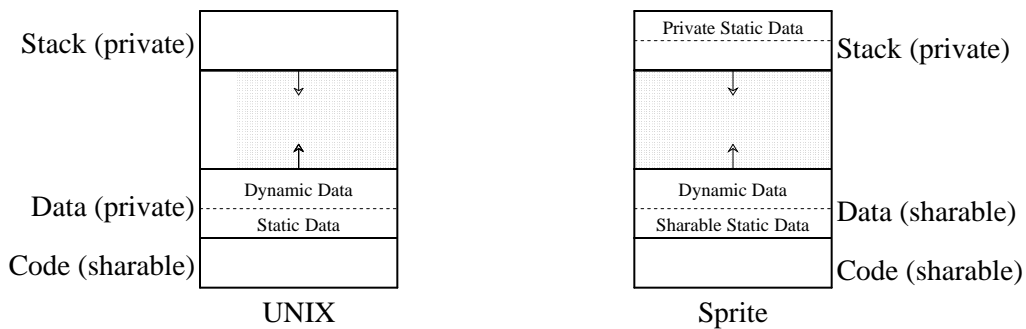 Stack (private)
Data (private)
Code (sharable)
Dynamic Data
Static Data
UNIX
Private Static Data
Dynamic Data
Sharable Static Data
Stack (private)
Data (sharable)
Code (sharable)
Sprite